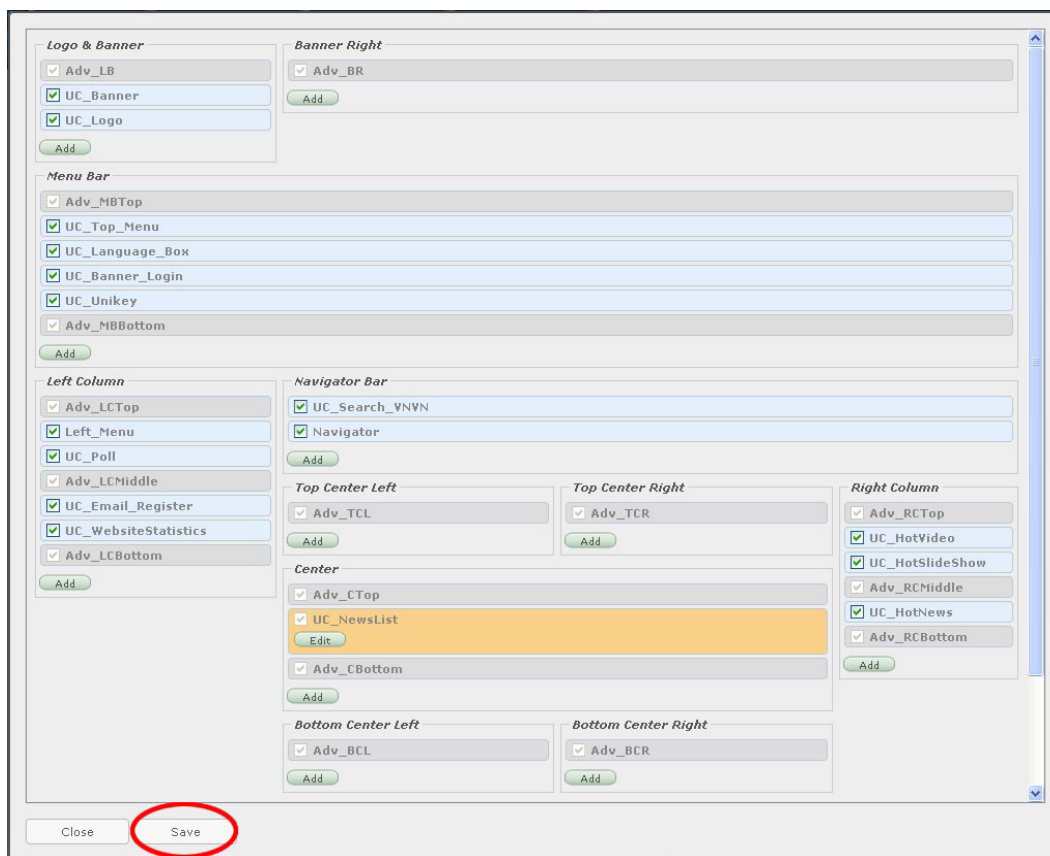 Logo & Banner
Adv_LB
UC_Banner
UC_Logo
Add
Banner Right
Adv_BR
Add
Menu Bar
Adv_MBTop
UC_Top_Menu
UC_Language_Box
UC_Banner_Login
UC_Unikey
Adv_MBBottom
Add
Left Column
Adv_LCTop
Left_Menu
UC_Poll
Adv_LCMiddle
UC_Email_Register
UC_WebsiteStatistics
Adv_LCBottom
Add
Navigator Bar
UC_Search_VNVN
Navigator
Add
Top Center Left
Adv_TCL
Add
Top Center Right
Adv_TCR
Add
Center
Adv_CTop
UC_NewsList
Edit
Adv_CBottom
Add
Bottom Center Left
Adv_BCL
Add
Bottom Center Right
Adv_BCR
Add
Right Column
Adv_RCTop
UC_HotVideo
UC_HotSlideShow
Adv_RCMiddle
UC_HotNews
Adv_RCBottom
Add
Close
Save